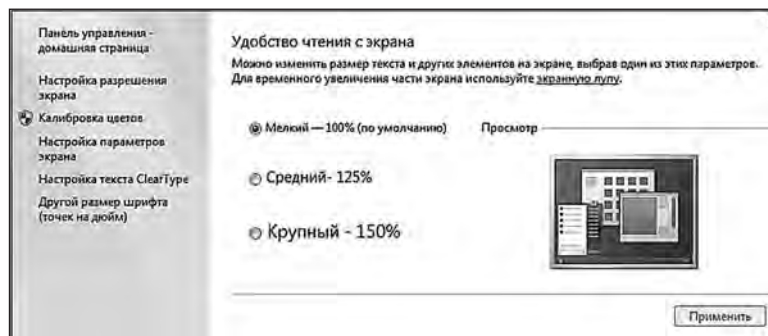 Панель управления -
домашняя страница
Настройка разрешения
экрана
Калибровка цветов
Настройка параметров
экрана
Настройка текста ClearType
Другой размер шрифта
(точек на дюйм)
Удобство чтения с экрана
Можно изменить размер текста и других элементов на экране, выбрав один из этих параметров.
Для временного увеличения части экрана используйте экранную лупу.
Мелкий — 100% (по умолчанию)
Просмотр
Средний- 125%
Крупный - 150%
Применить